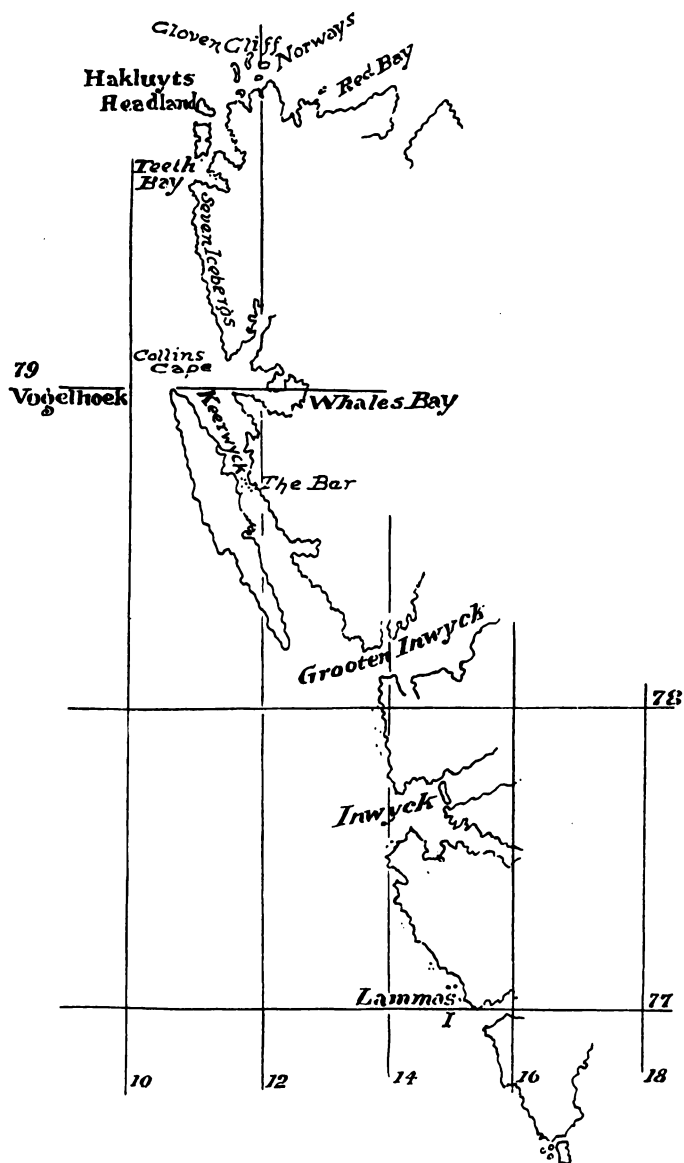 Cloven Cliff
Norways
Red Bay
Hakluyts
Headland
Teeth
Bay
Seven Icebergs
Collins
Cape
79
Vogelhoek
Keerwyck
Whales Bay
The Bar
Grooten Inwyck
78
Inwyck
Lammas
I
77
10
12
14
16
18